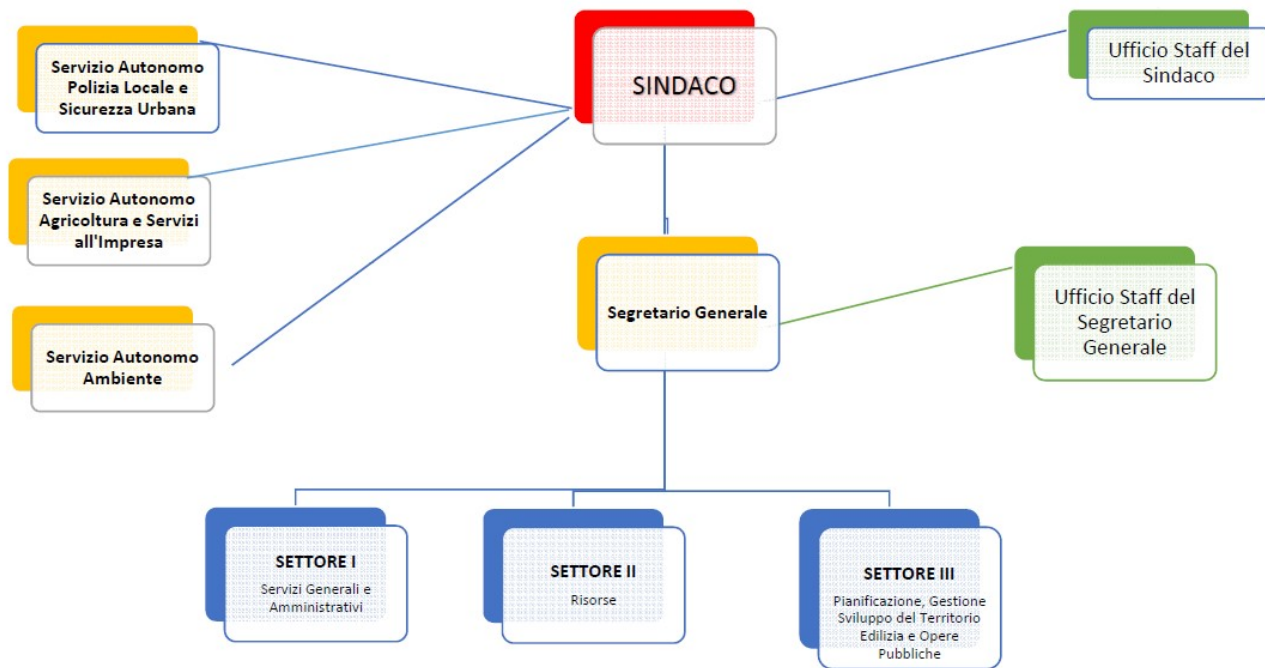 SINDACO
Ufficio Staff del
Sindaco
Servizio Autonomo
Polizia Locale e
Sicurezza Urbana
Servizio Autonomo
Agricoltura e Servizi
all'Impresa
Servizio Autonomo
Ambiente
Segretario Generale
Ufficio Staff del
Segretario
Generale
SETTORE I
Servizi Generali e
Amministrativi
SETTORE II
Risorse
SETTORE III
Pianificazione, Gestione
Sviluppo del Territorio
Edilizia e Opere
Pubbliche